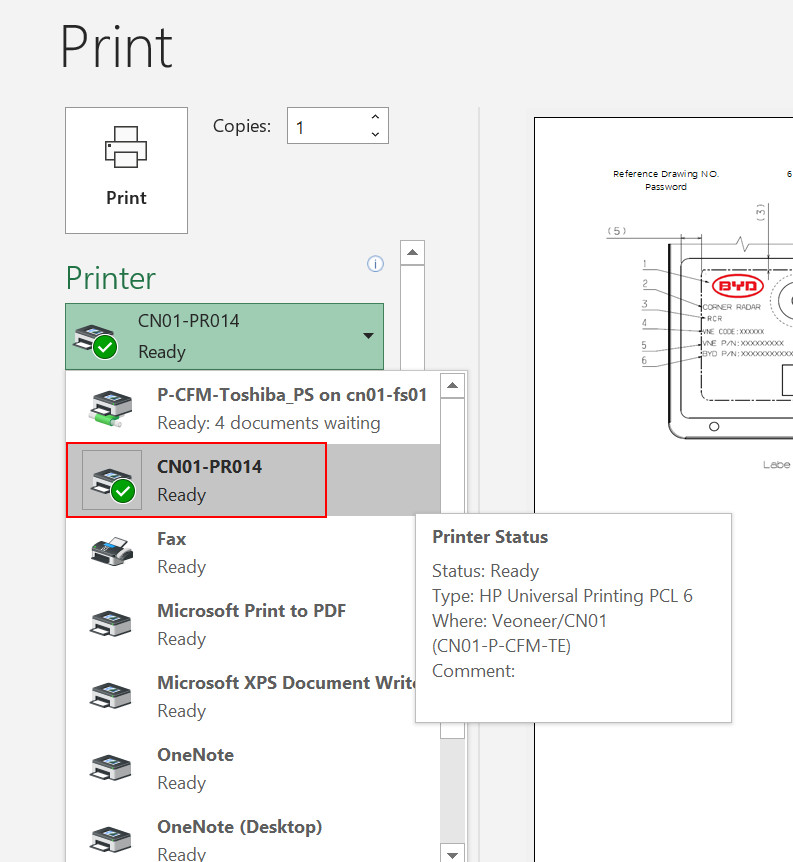 Print
Print
Copies: 1
Printer
CN01-PR014
Ready
P-CFM-Toshiba_PS on cn01-fs01
Ready: 4 documents waiting
CN01-PR014
Ready
Fax
Ready
Microsoft Print to PDF
Ready
Microsoft XPS Document Write
Ready
OneNote
Ready
OneNote (Desktop)
Ready
Printer Status
Status: Ready
Type: HP Universal Printing PCL 6
Where: Veoneer/CN01
(CN01-P-CFM-TE)
Comment:
Reference Drawing NO. 6
Password
(3)
(5)
1
2
3
4
5
6
BYD
CORNER RADAR
RCR
VNE CODE:XXXXXX
VNE P/N:XXXXXXXXX
BYD P/N:XXXXXXXXXXX
Labe